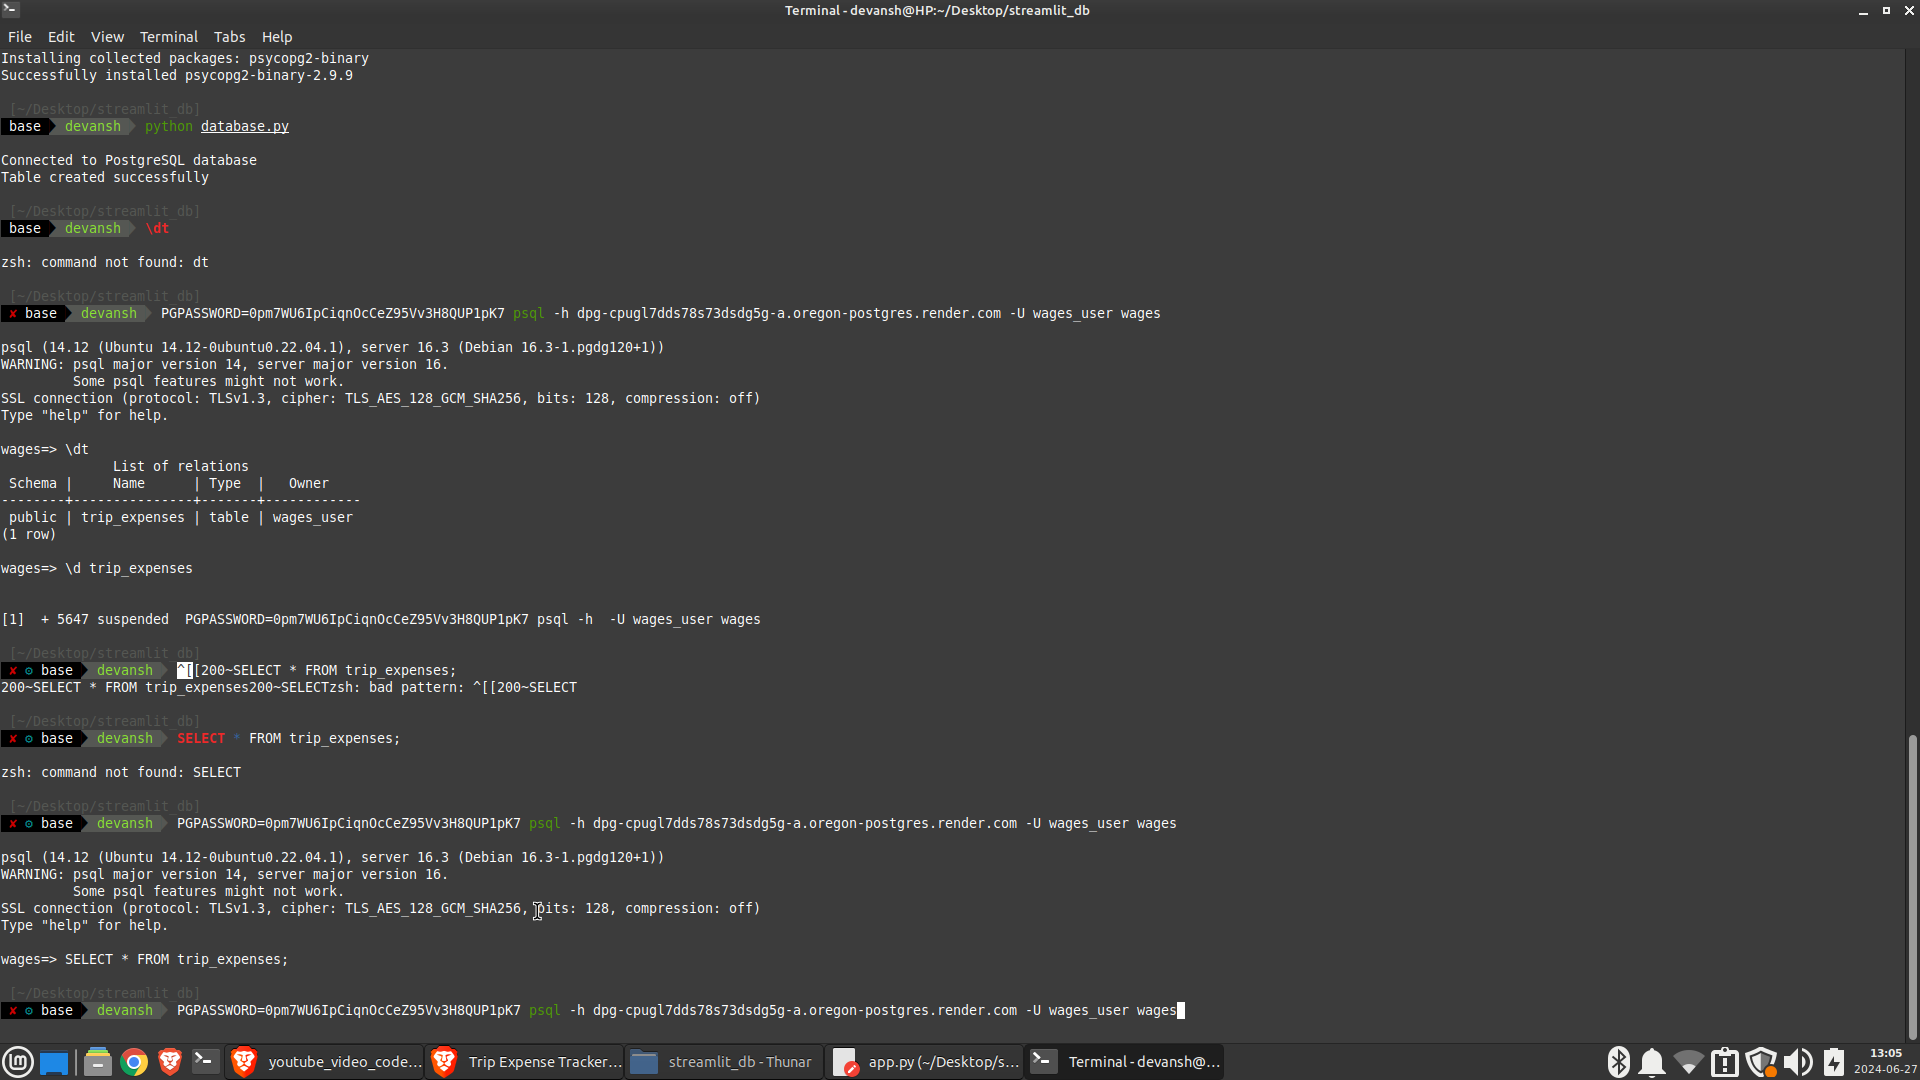 Terminal - devansh@HP:~/Desktop/streamlit_db
File Edit View Terminal Tabs Help
Installing collected packages: psycopg2-binary
Successfully installed psycopg2-binary-2.9.9
[~/Desktop/streamlit_db]
base devansh python database.py
Connected to PostgreSQL database
Table created successfully
[~/Desktop/streamlit_db]
base devansh \dt
zsh: command not found: dt
[~/Desktop/streamlit_db]
✘ base devansh PGPASSWORD=0pm7WU6IpCiqnOcCeZ95Vv3H8QUP1pK7 psql -h dpg-cpugl7dds78s73dsdg5g-a.oregon-postgres.render.com -U wages_user wages
psql (14.12 (Ubuntu 14.12-0ubuntu0.22.04.1), server 16.3 (Debian 16.3-1.pgdg120+1))
WARNING: psql major version 14, server major version 16.
Some psql features might not work.
SSL connection (protocol: TLSv1.3, cipher: TLS_AES_128_GCM_SHA256, bits: 128, compression: off)
Type "help" for help.
wages=> \dt
List of relations
Schema | Name | Type | Owner
--------+---------------+-------+------------
public | trip_expenses | table | wages_user
(1 row)
wages=> \d trip_expenses
[1]  + 5647 suspended  PGPASSWORD=0pm7WU6IpCiqnOcCeZ95Vv3H8QUP1pK7 psql -h  -U wages_user wages
[~/Desktop/streamlit_db]
✘ ⚙ base devansh ^[[200~SELECT * FROM trip_expenses;
200~SELECT * FROM trip_expenses200~SELECTzsh: bad pattern: ^[[200~SELECT
[~/Desktop/streamlit_db]
✘ ⚙ base devansh SELECT * FROM trip_expenses;
zsh: command not found: SELECT
[~/Desktop/streamlit_db]
✘ ⚙ base devansh PGPASSWORD=0pm7WU6IpCiqnOcCeZ95Vv3H8QUP1pK7 psql -h dpg-cpugl7dds78s73dsdg5g-a.oregon-postgres.render.com -U wages_user wages
psql (14.12 (Ubuntu 14.12-0ubuntu0.22.04.1), server 16.3 (Debian 16.3-1.pgdg120+1))
WARNING: psql major version 14, server major version 16.
Some psql features might not work.
SSL connection (protocol: TLSv1.3, cipher: TLS_AES_128_GCM_SHA256, bits: 128, compression: off)
Type "help" for help.
wages=> SELECT * FROM trip_expenses;
[~/Desktop/streamlit_db]
✘ ⚙ base devansh PGPASSWORD=0pm7WU6IpCiqnOcCeZ95Vv3H8QUP1pK7 psql -h dpg-cpugl7dds78s73dsdg5g-a.oregon-postgres.render.com -U wages_user wages
youtube_video_code... Trip Expense Tracker... streamlit_db - Thunar app.py (~/Desktop/s... Terminal - devansh@... 13:05
2024-06-27